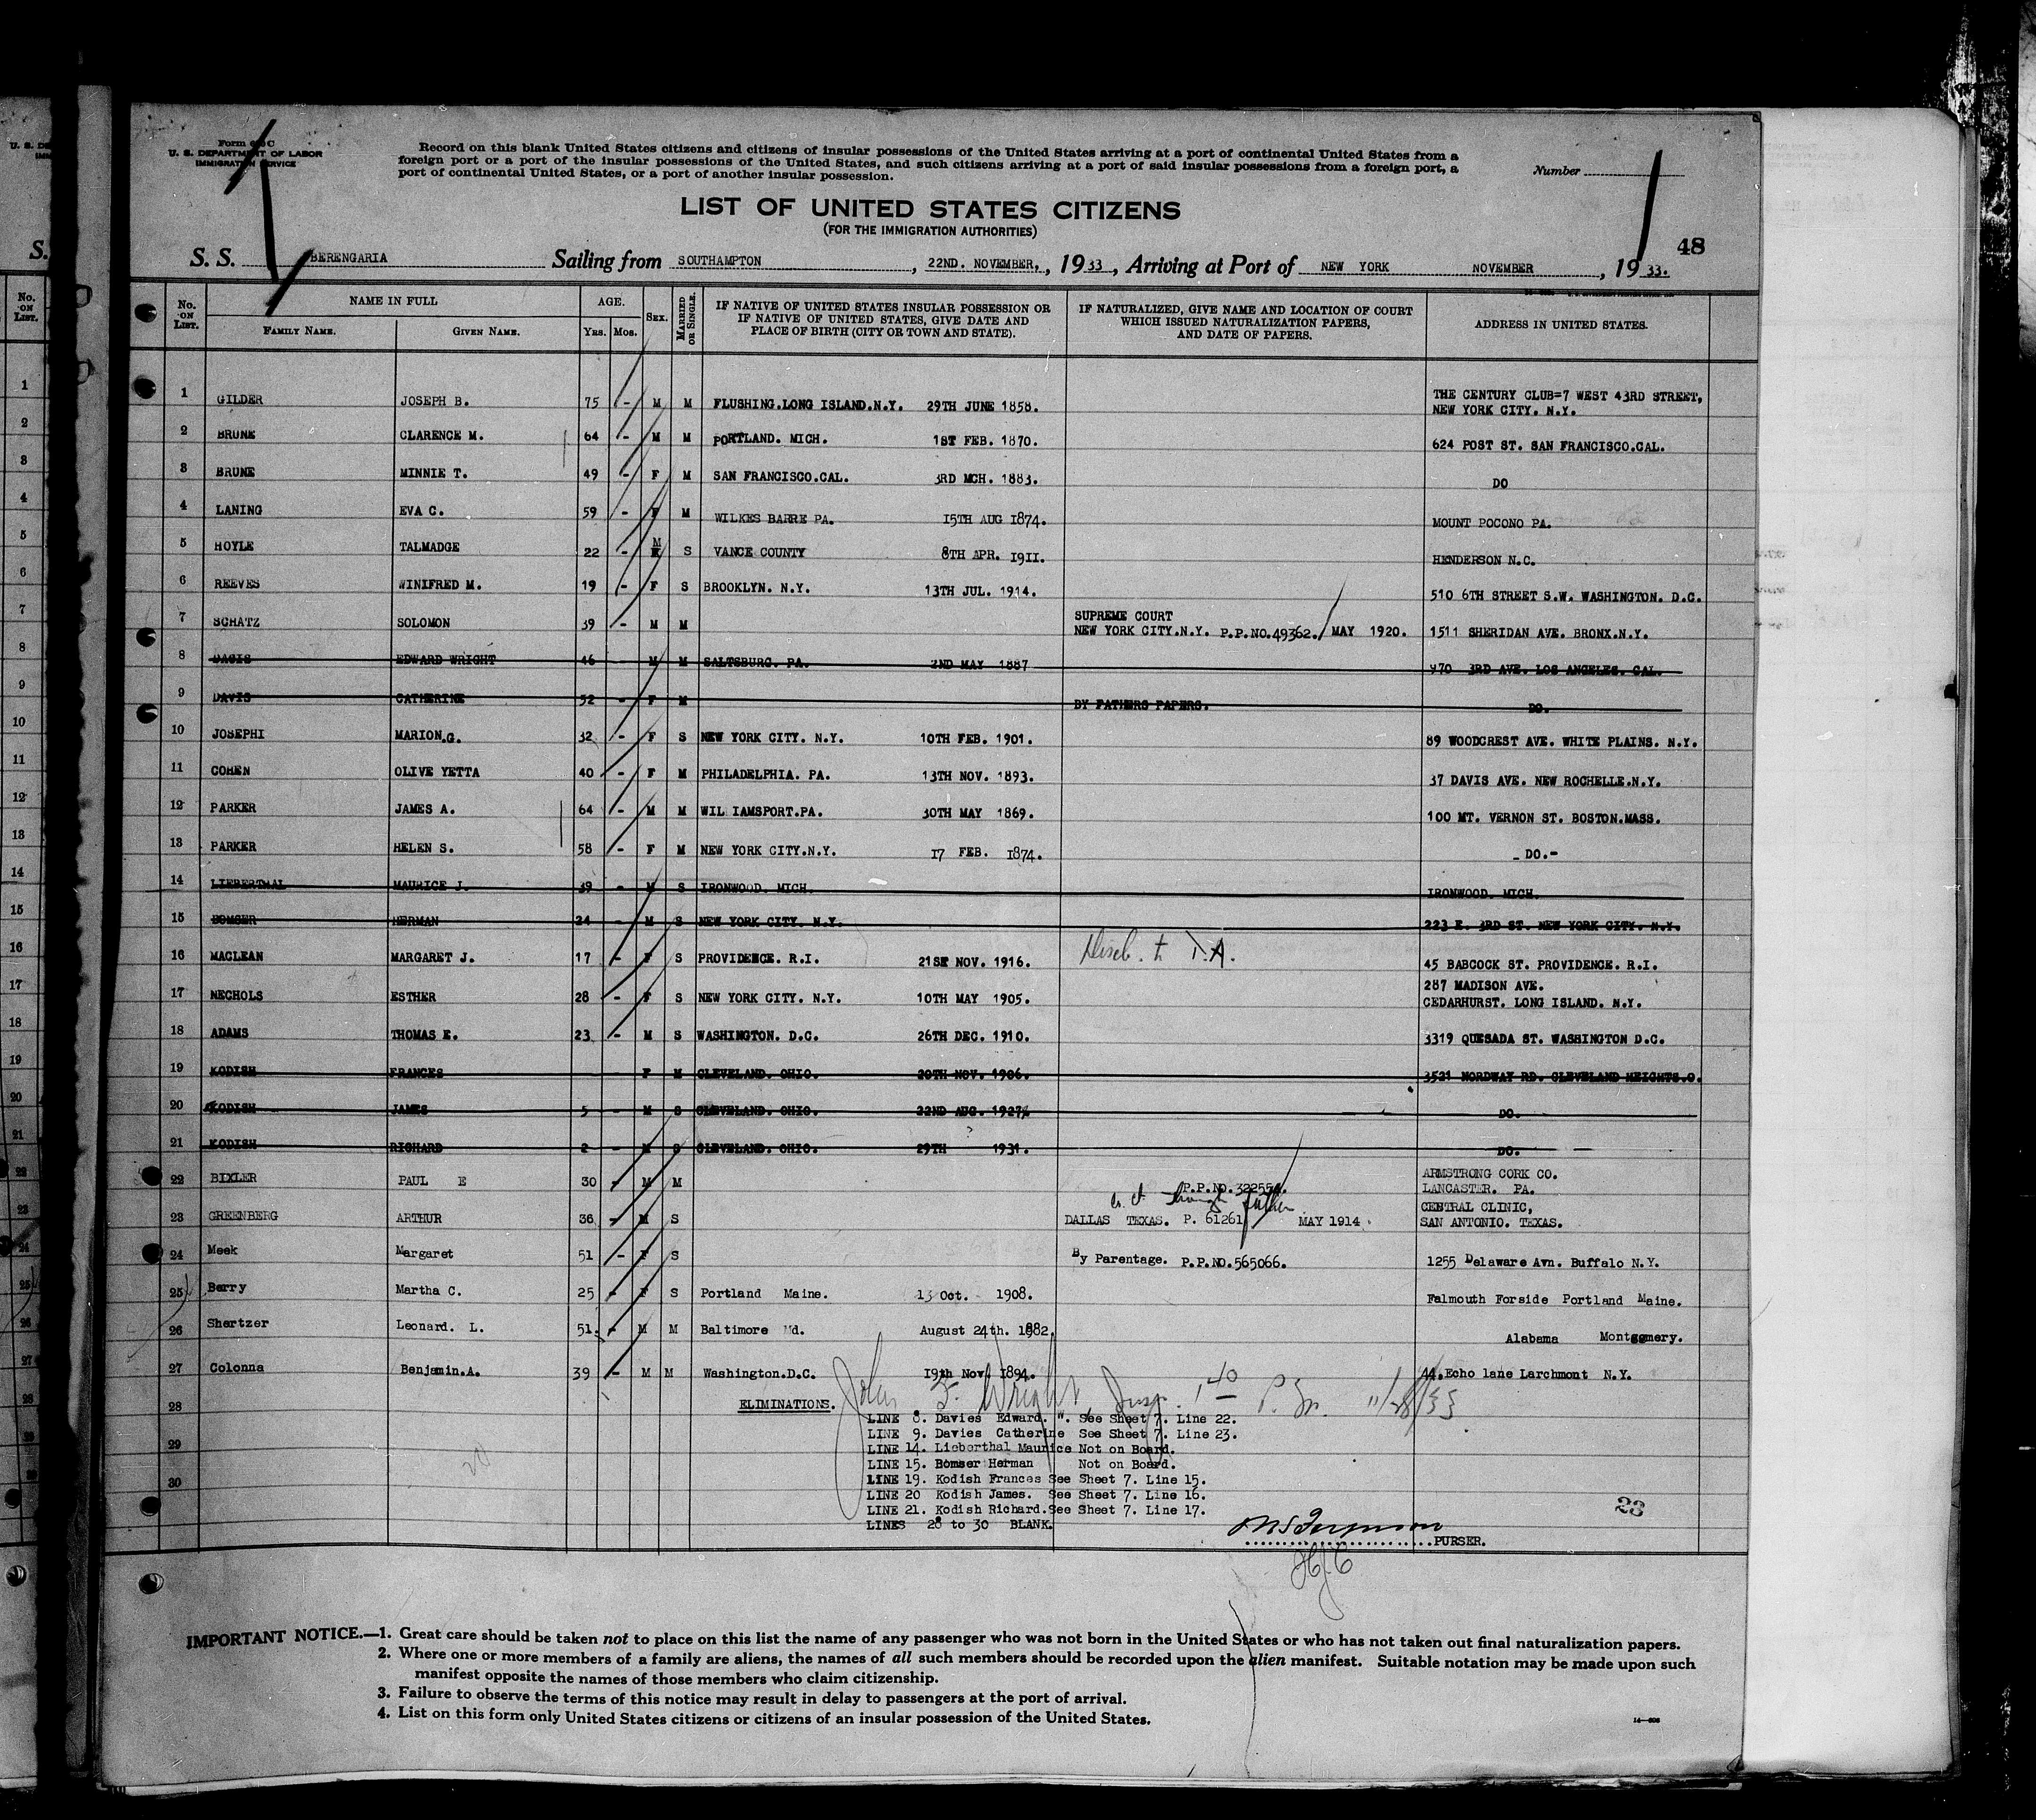 Form 630 C
U. S. DEPARTMENT OF LABOR
IMMIGRATION SERVICE
Record on this blank United States citizens and citizens of insular possessions of the United States arriving at a port of continental United States from a
foreign port or a port of the insular possessions of the United States, and such citizens arriving at a port of said insular possessions from a foreign port, a
port of continental United States, or a port of another insular possession.
Number
LIST OF UNITED STATES CITIZENS
(FOR THE IMMIGRATION AUTHORITIES)
48
S. S. BERENGARIA Sailing from SOUTHAMPTON, 22ND. NOVEMBER, 1933, Arriving at Port of NEW YORK NOVEMBER, 1933.
No. ON LIST. NAME IN FULL FAMILY NAME. GIVEN NAME. AGE. YRS. MOS. SEX. MARRIED OR SINGLE. IF NATIVE OF UNITED STATES INSULAR POSSESSION OR IF NATIVE OF UNITED STATES, GIVE DATE AND PLACE OF BIRTH (CITY OR TOWN AND STATE). IF NATURALIZED, GIVE NAME AND LOCATION OF COURT WHICH ISSUED NATURALIZATION PAPERS, AND DATE OF PAPERS. ADDRESS IN UNITED STATES.
1 GILDER JOSEPH B. 75 - M M FLUSHING.LONG ISLAND.N.Y. 29TH JUNE 1858. THE CENTURY CLUB=7 WEST 43RD STREET,
NEW YORK CITY. N.Y.
2 BRUNE CLARENCE M. 64 - M M PORTLAND. MICH. 1ST FEB. 1870. 624 POST ST. SAN FRANCISCO.CAL.
3 BRUNE MINNIE T. 49 - F M SAN FRANCISCO.CAL. 3RD MCH. 1883. DO
4 LANING EVA C. 59 - F M WILKES BARRE PA. 15TH AUG 1874. MOUNT POCONO PA.
5 HOYLE TALMADGE 22 - M S VANCE COUNTY 8TH APR. 1911. HENDERSON N.C.
6 REEVES WINIFRED M. 19 - F S BROOKLYN. N.Y. 13TH JUL. 1914. 510 6TH STREET S.W. WASHINGTON. D.C.
7 SCHATZ SOLOMON 39 - M M SUPREME COURT
NEW YORK CITY.N.Y. P.P.NO.49362. MAY 1920. 1511 SHERIDAN AVE. BRONX.N.Y.
8 DAGIS EDWARD WRIGHT 46 - M M SALTSBURG. PA. 2ND MAY 1887 970 3RD AVE. LOS ANGELES. CAL.
9 DAVIS CATHERINE 52 - F M BY FATHERS PAPERS. DO.
10 JOSEPHI MARION.G. 32 - F S NEW YORK CITY. N.Y. 10TH FEB. 1901. 89 WOODCREST AVE. WHITE PLAINS. N.Y.
11 COHEN OLIVE YETTA 40 - F M PHILADELPHIA. PA. 13TH NOV. 1893. 37 DAVIS AVE. NEW ROCHELLE.N.Y.
12 PARKER JAMES A. 64 - M M WIL IAMSPORT.PA. 30TH MAY 1869. 100 MT. VERNON ST. BOSTON.MASS.
13 PARKER HELEN S. 58 - F M NEW YORK CITY.N.Y. 17 FEB. 1874. - DO.-
14 LIEBERTHAL MAURICE J. 39 - M S IRONWOOD. MICH. IRONWOOD. MICH.
15 BOMSER HERMAN 24 - M S NEW YORK CITY. N.Y. 223 E. 3RD ST. NEW YORK CITY. N.Y.
16 MACLEAN MARGARET J. 17 - F S PROVIDENCE. R.I. 21ST NOV. 1916. 45 BABCOCK ST. PROVIDENCE. R.I.
17 NECHOLS ESTHER 28 - F S NEW YORK CITY. N.Y. 10TH MAY 1905. 287 MADISON AVE.
CEDARHURST. LONG ISLAND. N.Y.
18 ADAMS THOMAS E. 23 - M S WASHINGTON. D.C. 26TH DEC. 1910. 3319 QUESADA ST. WASHINGTON D.C.
19 KODISH FRANCES F M CLEVELAND. OHIO. 20TH NOV. 1906. 3521 NORDWAY RD. CLEVELAND HEIGHTS.O.
20 KODISH JAMES 5 - M S CLEVELAND. OHIO. 22ND AUG. 1927 DO.
21 KODISH RICHARD 2 - M S CLEVELAND. OHIO. 29TH ? 1931. DO.
22 BIXLER PAUL E 30 - M M P.P.NO.322554. ARMSTRONG CORK CO.
LANCASTER. PA.
through father
23 GREENBERG ARTHUR 36 - M S DALLAS TEXAS. P. 61261 MAY 1914. CENTRAL CLINIC,
SAN ANTONIO. TEXAS.
24 Meek Margaret 51 - F S By Parentage. P.P.NO.565066. 1255 Delaware Avn. Buffalo N.Y.
25 Berry Martha C. 25 - F S Portland Maine. 13 Oct. 1908. Falmouth Forside Portland Maine.
26 Shertzer Leonard. L. 51. - M M Baltimore Md. August 24th. 1882. Alabama Montggmery.
27 Colonna Benjamin.A. 39 - M M Washington.D.C. 19th Nov. 1894. 44.Echo lane Larchmont N.Y.
John F. Wright Insp. 11/28/33
28 ELIMINATIONS.
LINE 8. Davies Edward. W. See Sheet 7. Line 22.
LINE 9. Davies Catherine See Sheet 7. Line 23.
29 LINE 14. Lieberthal Maurice Not on Board.
LINE 15. Bomser Herman Not on Board.
30 LINE 19. Kodish Frances See Sheet 7. Line 15.
LINE 20 Kodish James. See Sheet 7. Line 16.
LINE 21. Kodish Richard.See Sheet 7. Line 17.
LINES 28 to 30 BLANK.
23
PURSER.
IMPORTANT NOTICE.—1. Great care should be taken not to place on this list the name of any passenger who was not born in the United States or who has not taken out final naturalization papers.
2. Where one or more members of a family are aliens, the names of all such members should be recorded upon the alien manifest. Suitable notation may be made upon such
manifest opposite the names of those members who claim citizenship.
3. Failure to observe the terms of this notice may result in delay to passengers at the port of arrival.
4. List on this form only United States citizens or citizens of an insular possession of the United States.